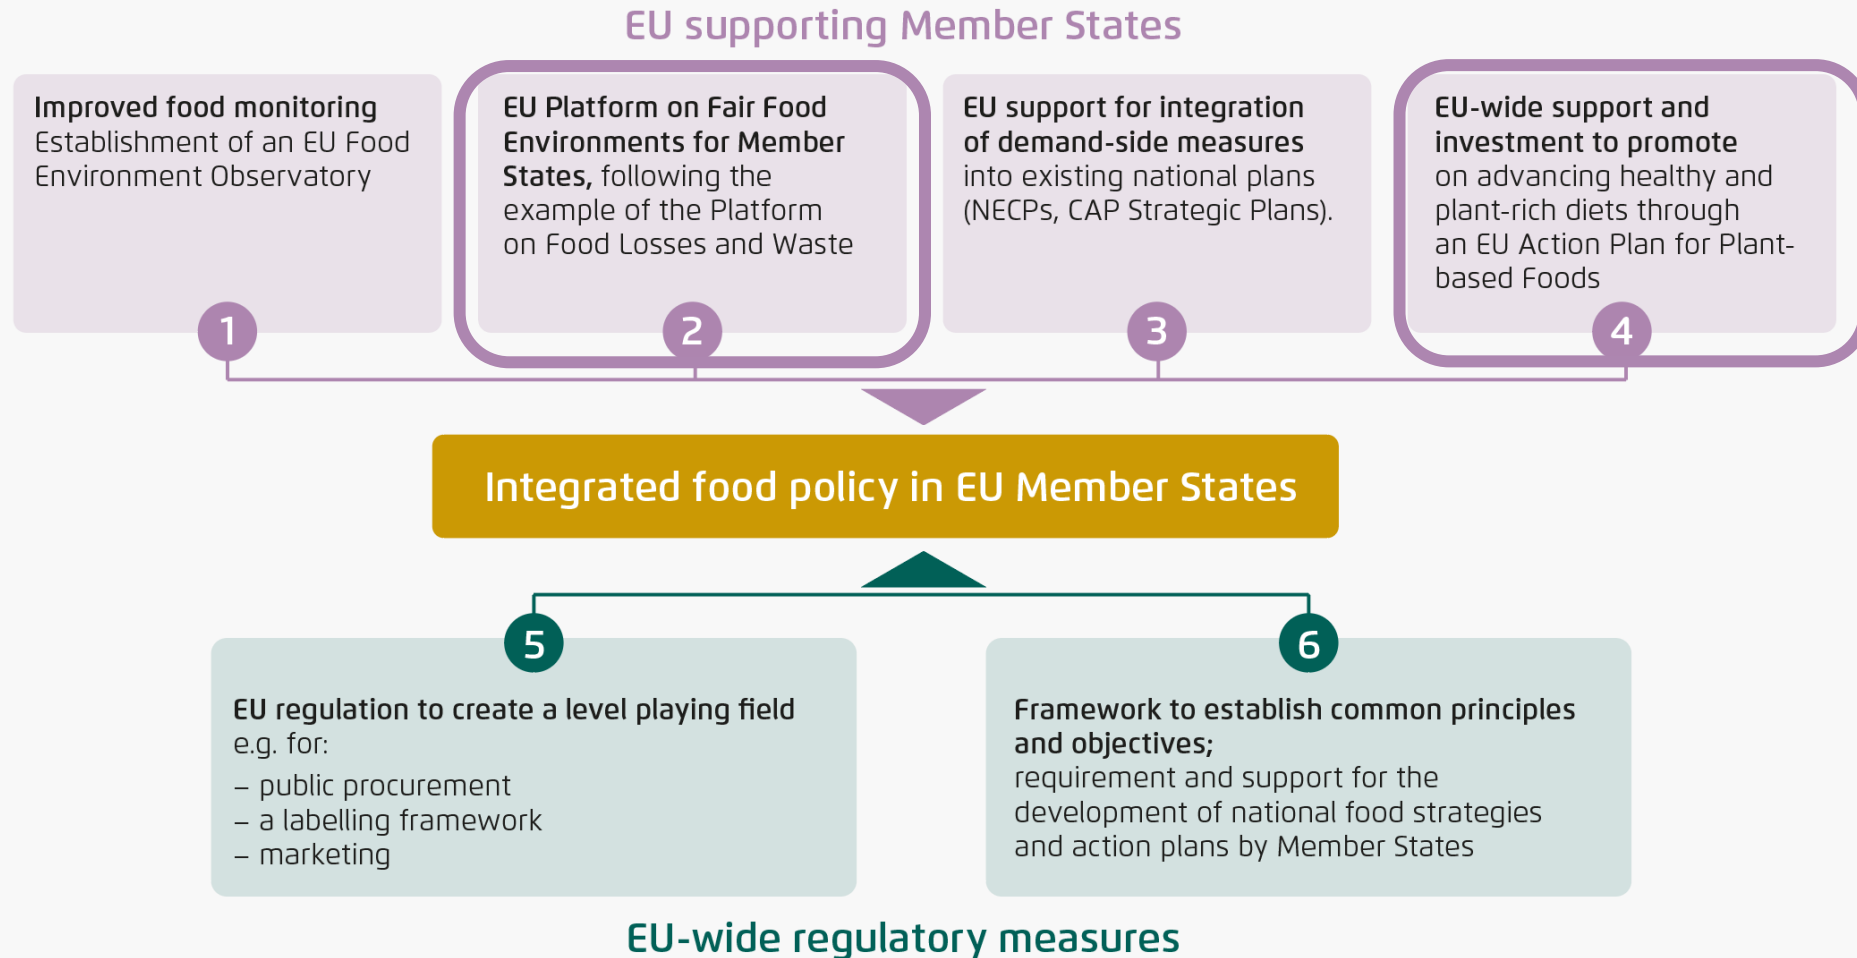 EU supporting Member States
Improved food monitoring
Establishment of an EU Food
Environment Observatory
1
EU Platform on Fair Food
Environments for Member
States, following the
example of the Platform
on Food Losses and Waste
2
EU support for integration
of demand-side measures
into existing national plans
(NECPs, CAP Strategic Plans).
3
EU-wide support and
investment to promote
on advancing healthy and
plant-rich diets through
an EU Action Plan for Plant-
based Foods
4
Integrated food policy in EU Member States
5
EU regulation to create a level playing field
e.g. for:
– public procurement
– a labelling framework
– marketing
6
Framework to establish common principles
and objectives;
requirement and support for the
development of national food strategies
and action plans by Member States
EU-wide regulatory measures